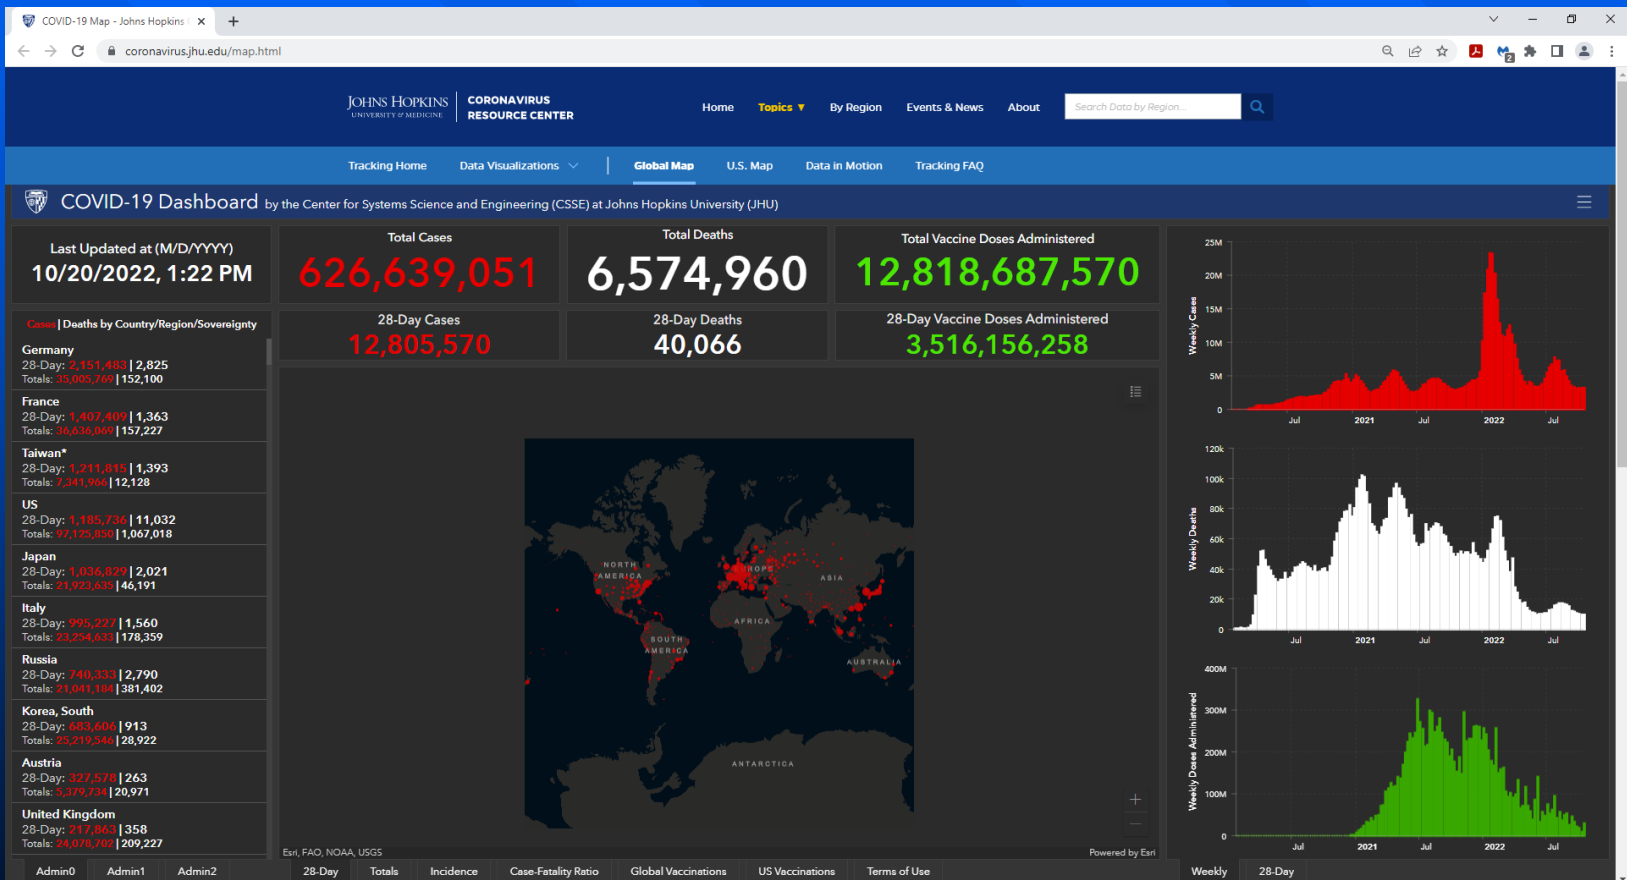 COVID-19 Map - Johns Hopkins
coronavirus.jhu.edu/map.html
2
JOHNS HOPKINS
UNIVERSITY & MEDICINE
CORONAVIRUS
RESOURCE CENTER
Home Topics ▼ By Region Events & News About Search Data by Region...
Tracking Home Data Visualizations Global Map U.S. Map Data in Motion Tracking FAQ
COVID-19 Dashboard by the Center for Systems Science and Engineering (CSSE) at Johns Hopkins University (JHU)
Last Updated at (M/D/YYYY)
10/20/2022, 1:22 PM
Total Cases
626,639,051
Total Deaths
6,574,960
Total Vaccine Doses Administered
12,818,687,570
28-Day Cases
12,805,570
28-Day Deaths
40,066
28-Day Vaccine Doses Administered
3,516,156,258
Cases | Deaths by Country/Region/Sovereignty
Germany
28-Day: 2,151,483 | 2,825
Totals: 35,005,769 | 152,100
France
28-Day: 1,407,409 | 1,363
Totals: 36,636,069 | 157,227
Taiwan*
28-Day: 1,211,815 | 1,393
Totals: 7,341,966 | 12,128
US
28-Day: 1,185,736 | 11,032
Totals: 97,125,850 | 1,067,018
Japan
28-Day: 1,036,829 | 2,021
Totals: 21,923,635 | 46,191
Italy
28-Day: 995,227 | 1,560
Totals: 23,254,633 | 178,359
Russia
28-Day: 740,333 | 2,790
Totals: 21,041,184 | 381,402
Korea, South
28-Day: 683,606 | 913
Totals: 25,219,546 | 28,922
Austria
28-Day: 327,578 | 263
Totals: 5,379,734 | 20,971
United Kingdom
28-Day: 217,863 | 358
Totals: 24,078,702 | 209,227
Admin0 Admin1 Admin2
NORTH
AMERICA
ASIA
AFRICA
SOUTH
AMERICA
AUSTRALIA
ANTARCTICA
Esri, FAO, NOAA, USGS
Powered by Esri
28-Day Totals Incidence Case-Fatality Ratio Global Vaccinations US Vaccinations Terms of Use
Weekly Cases
25M
20M
15M
10M
5M
0
Jul 2021 Jul 2022 Jul
Weekly Deaths
120k
100k
80k
60k
40k
20k
0
Jul 2021 Jul 2022 Jul
Weekly Doses Administered
400M
300M
200M
100M
0
Jul 2021 Jul 2022 Jul
Weekly 28-Day